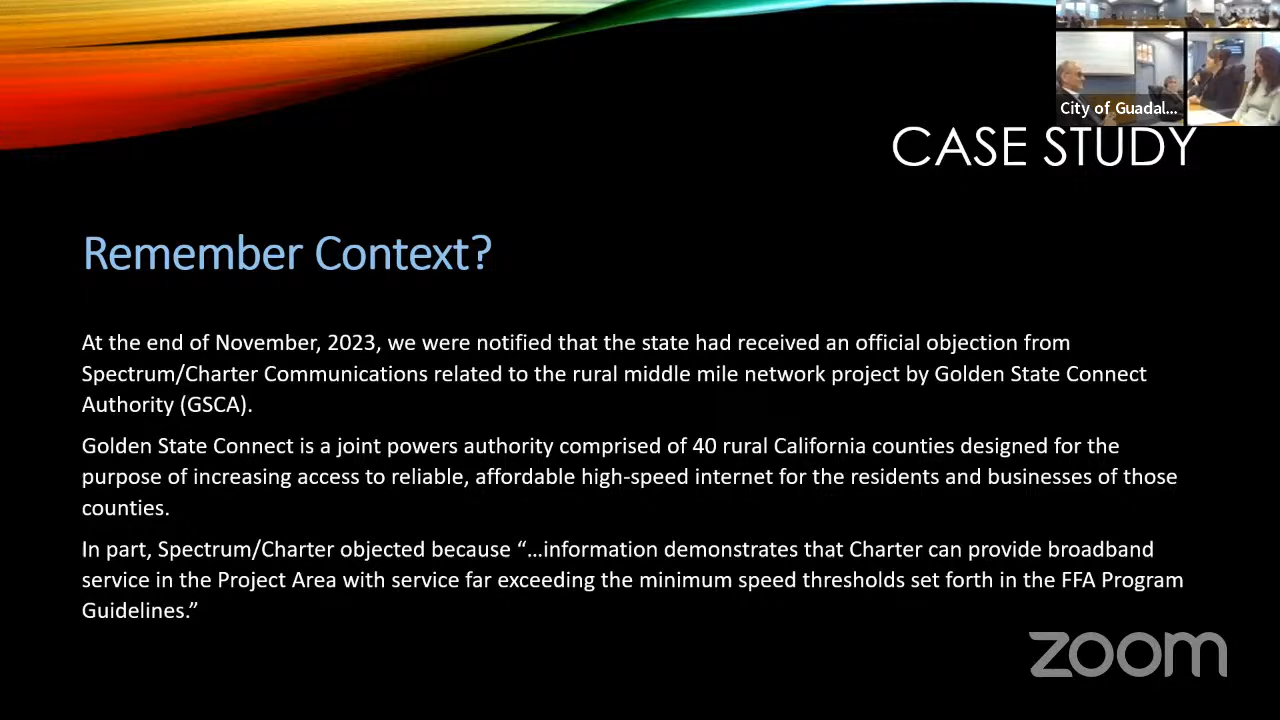 City of Guadal...
CASE STUDY
Remember Context?
At the end of November, 2023, we were notified that the state had received an official objection from
Spectrum/Charter Communications related to the rural middle mile network project by Golden State Connect
Authority (GSCA).
Golden State Connect is a joint powers authority comprised of 40 rural California counties designed for the
purpose of increasing access to reliable, affordable high-speed internet for the residents and businesses of those
counties.
In part, Spectrum/Charter objected because “…information demonstrates that Charter can provide broadband
service in the Project Area with service far exceeding the minimum speed thresholds set forth in the FFA Program
Guidelines.”
zoom